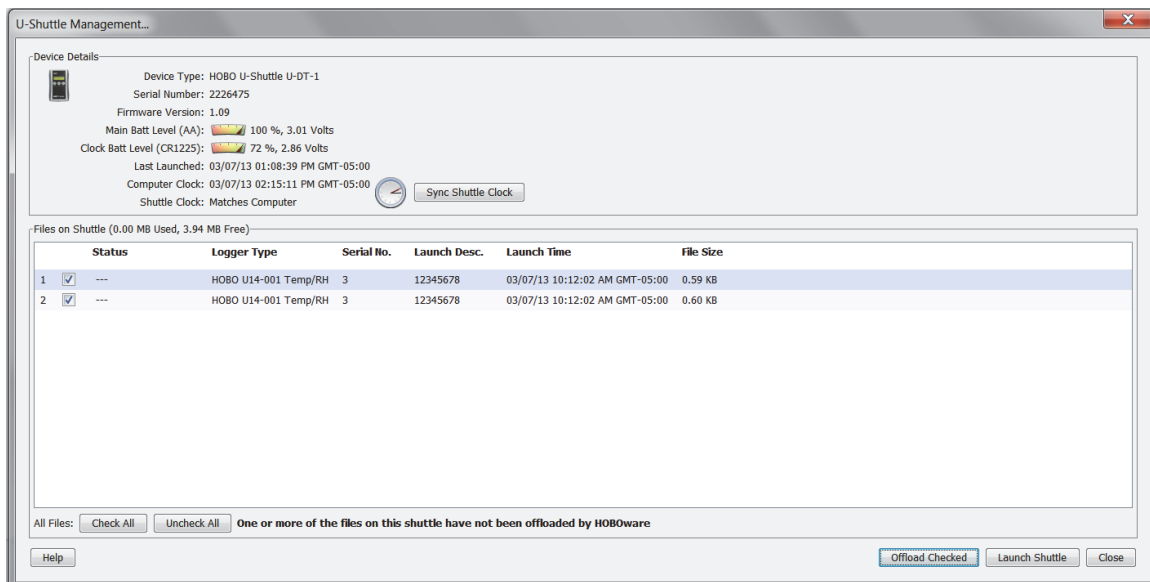 U-Shuttle Management...
Device Details
Device Type: HOBO U-Shuttle U-DT-1
Serial Number: 2226475
Firmware Version: 1.09
Main Batt Level (AA): 100 %, 3.01 Volts
Clock Batt Level (CR1225): 72 %, 2.86 Volts
Last Launched: 03/07/13 01:08:39 PM GMT-05:00
Computer Clock: 03/07/13 02:15:11 PM GMT-05:00
Shuttle Clock: Matches Computer
Sync Shuttle Clock
Files on Shuttle (0.00 MB Used, 3.94 MB Free)
Status Logger Type Serial No. Launch Desc. Launch Time File Size
1 --- HOBO U14-001 Temp/RH 3 12345678 03/07/13 10:12:02 AM GMT-05:00 0.59 KB
2 --- HOBO U14-001 Temp/RH 3 12345678 03/07/13 10:12:02 AM GMT-05:00 0.60 KB
All Files: Check All Uncheck All One or more of the files on this shuttle have not been offloaded by HOBOware
Help Offload Checked Launch Shuttle Close